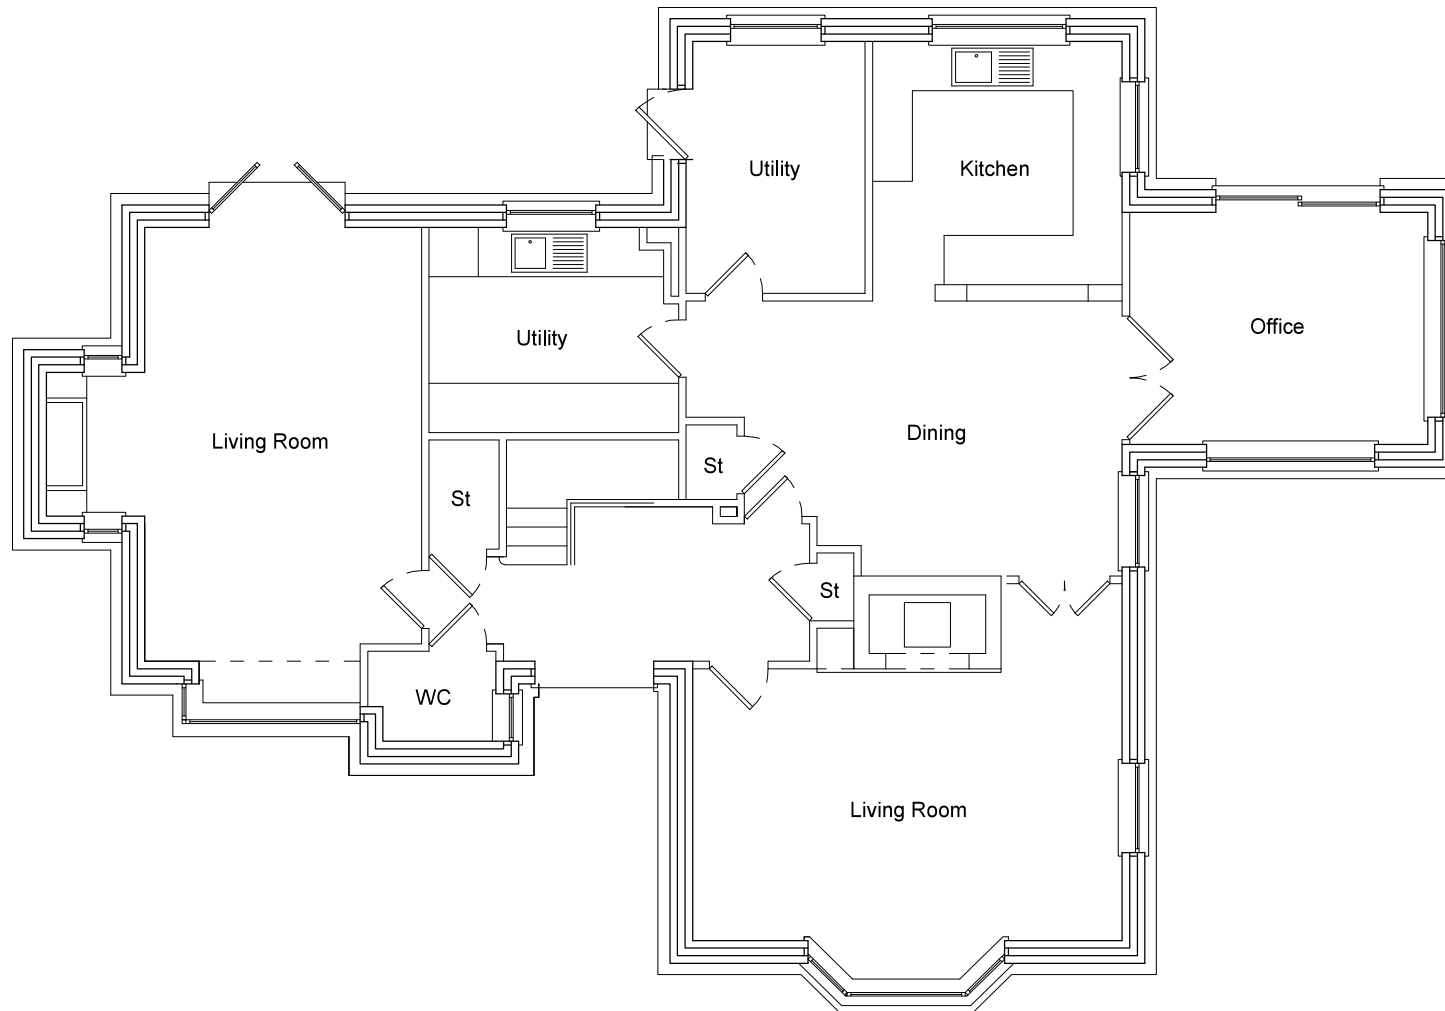 Utility
Kitchen
Office
Utility
Dining
Living Room
St
St
St
WC
Living Room